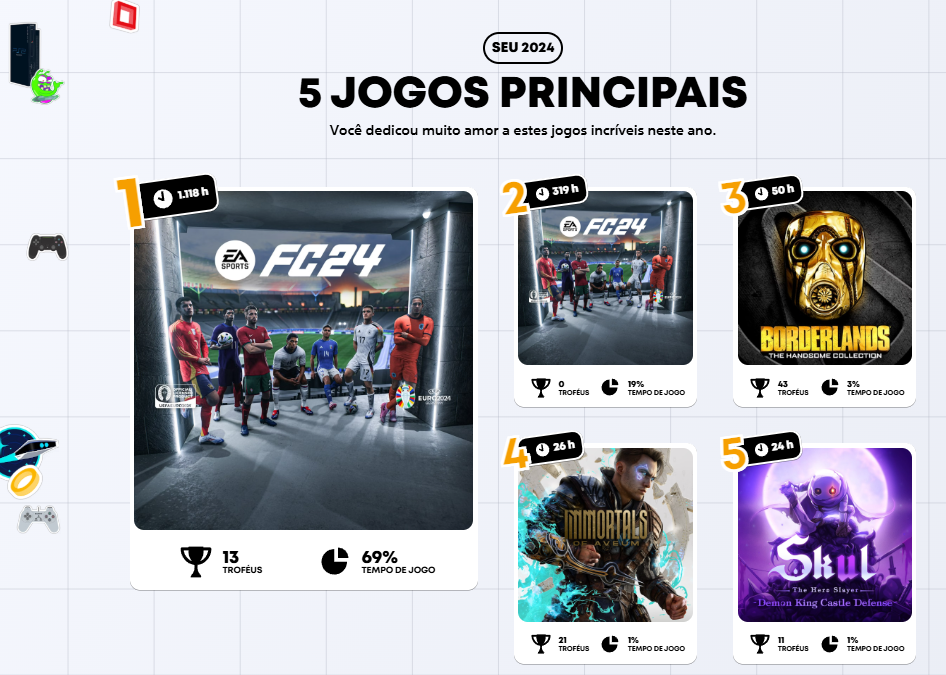 SEU 2024
5 JOGOS PRINCIPAIS
Você dedicou muito amor a estes jogos incríveis neste ano.
1
1.118 h
EA
SPORTS
FC24
UEFA EURO 2024
13
TROFÉUS
69%
TEMPO DE JOGO
2
319 h
EA
SPORTS
FC24
0
TROFÉUS
19%
TEMPO DE JOGO
3
50 h
BORDERLANDS
THE HANDSOME COLLECTION
43
TROFÉUS
3%
TEMPO DE JOGO
4
26 h
IMMORTALS
OF AVEUM
21
TROFÉUS
1%
TEMPO DE JOGO
5
24 h
Skul
The Hero Slayer
Demon King Castle Defense
11
TROFÉUS
1%
TEMPO DE JOGO